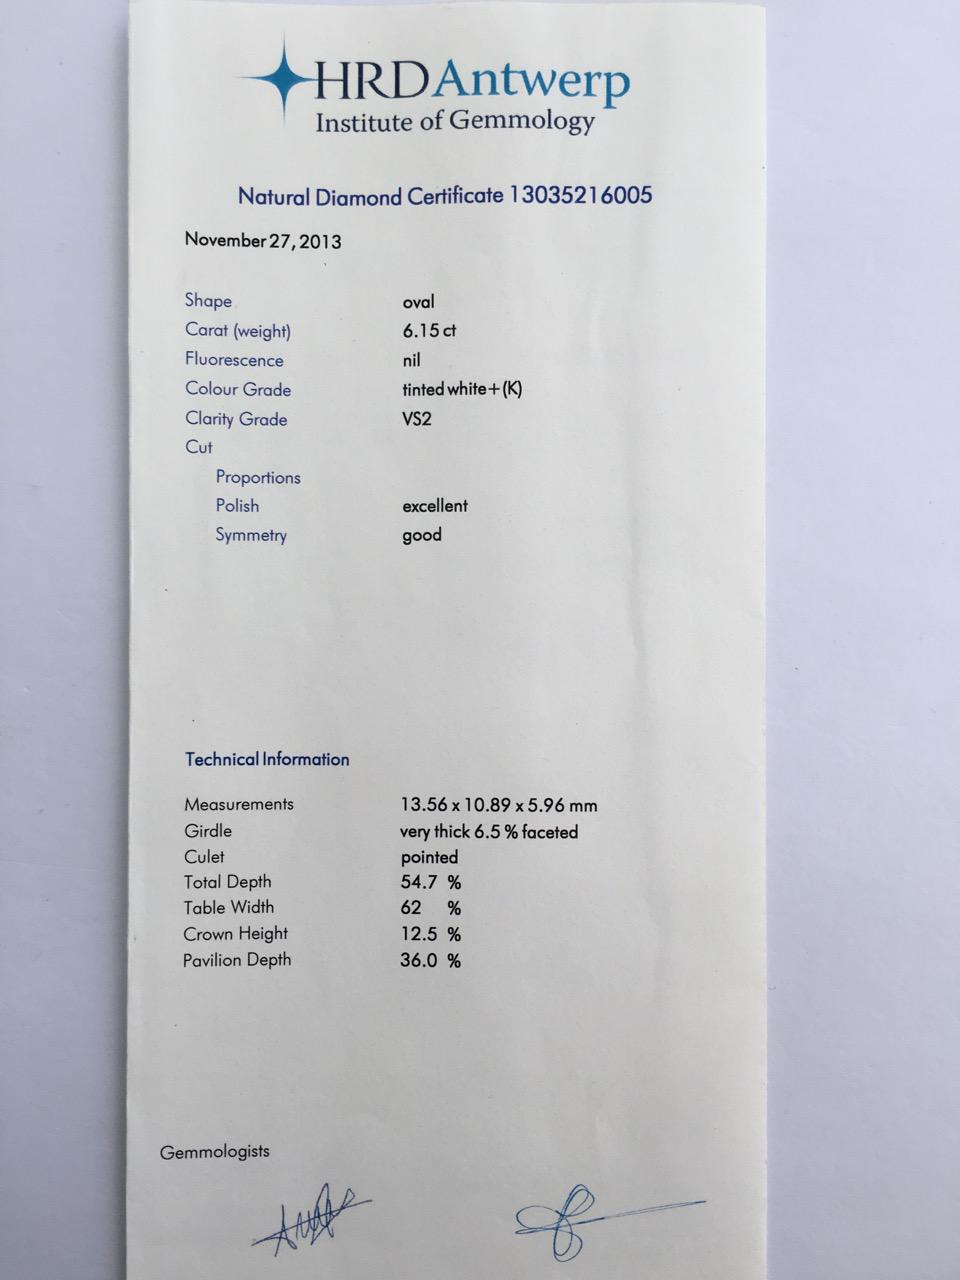 HRD Antwerp
Institute of Gemmology
Natural Diamond Certificate 13035216005
November 27, 2013
Shape oval
Carat (weight) 6.15 ct
Fluorescence nil
Colour Grade tinted white+ (K)
Clarity Grade VS2
Cut
Proportions
Polish excellent
Symmetry good
Technical Information
Measurements 13.56 x 10.89 x 5.96 mm
Girdle very thick 6.5 % faceted
Culet pointed
Total Depth 54.7 %
Table Width 62 %
Crown Height 12.5 %
Pavilion Depth 36.0 %
Gemmologists